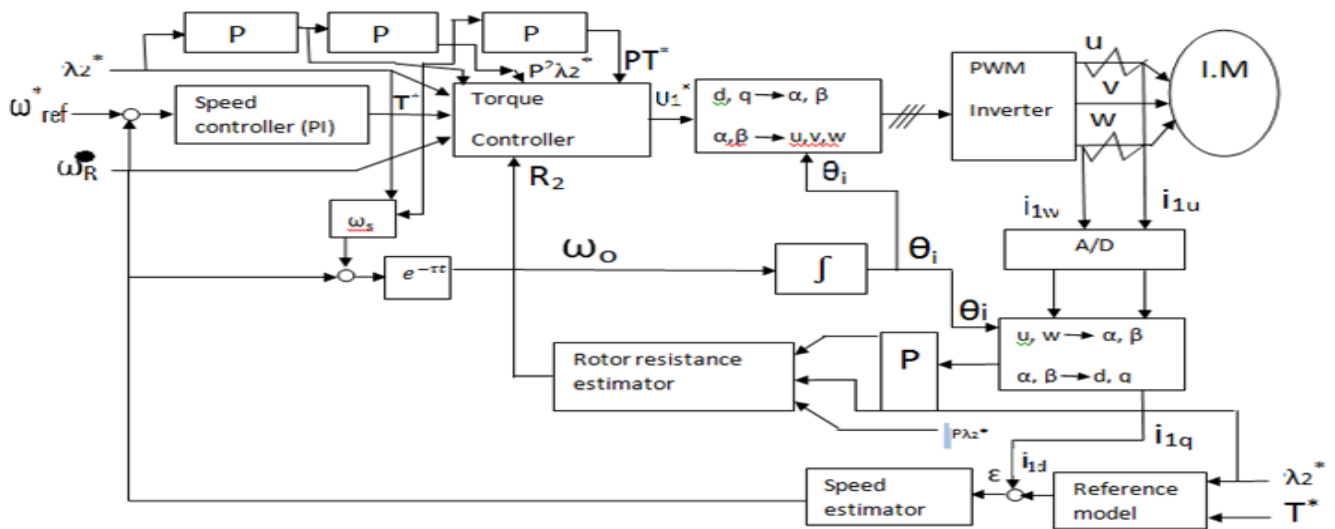 P
P
P
PT*
P²λ2*
λ2*
ω*ref
Speed
controller (PI)
T*
Torque
Controller
U1*
d, q → α, β
α,β → u,v,w
PWM
Inverter
u
v
w
I.M
ωR
R2
θi
i1w
i1u
ωs
A/D
e^-τt
ωo
∫
θi
θi
u, w → α, β
α, β → d, q
Rotor resistance
estimator
P
Pλ2*
i1q
i1d
ε
Speed
estimator
Reference
model
λ2*
T*